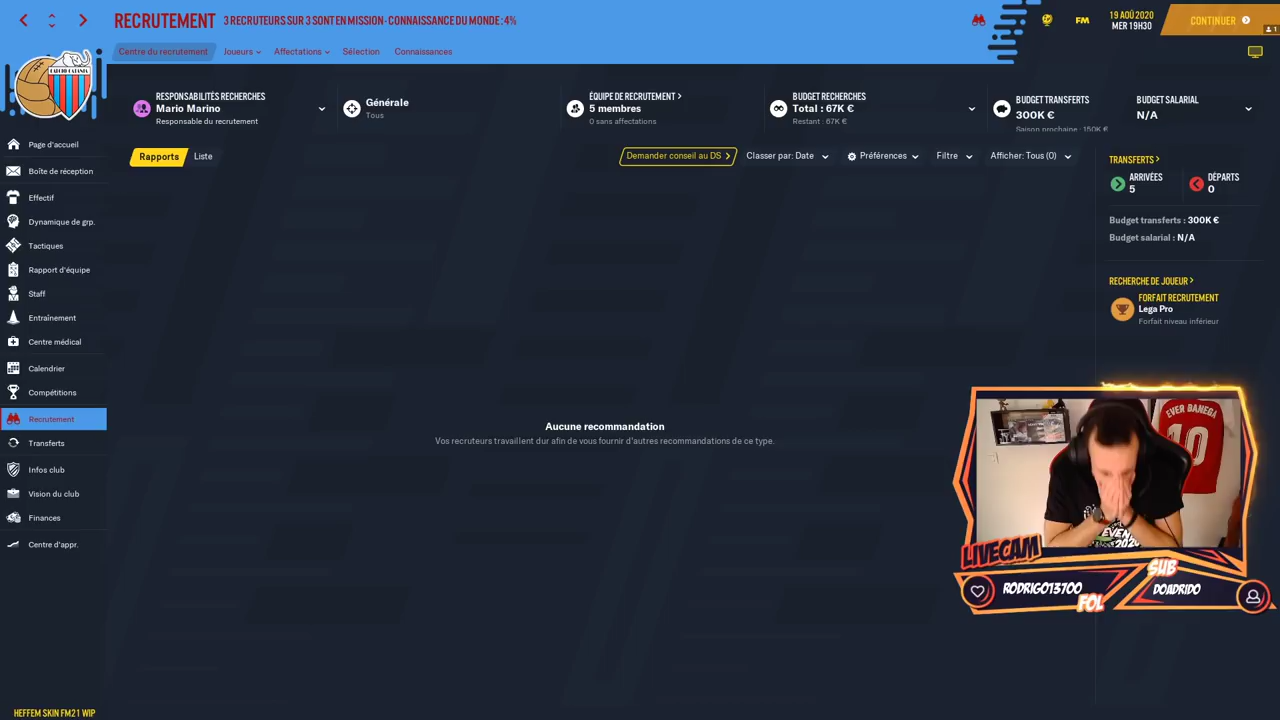 RECRUTEMENT
3 RECRUTEURS SUR 3 SONT EN MISSION - CONNAISSANCE DU MONDE : 4%
FM
19 AOÛ 2020
MER 19H30
CONTINUER
1
Centre du recrutement
Joueurs
Affectations
Sélection
Connaissances
CALCIO CATANIA
RESPONSABILITÉS RECHERCHES
Mario Marino
Responsable du recrutement
Générale
Tous
ÉQUIPE DE RECRUTEMENT >
5 membres
0 sans affectations
BUDGET RECHERCHES
Total : 67K €
Restant : 67K €
BUDGET TRANSFERTS
300K €
Saison prochaine : 150K €
BUDGET SALARIAL
N/A
Rapports
Liste
Demander conseil au DS >
Classer par: Date
Préférences
Filtre
Afficher: Tous (0)
TRANSFERTS >
ARRIVÉES
5
DÉPARTS
0
Budget transferts : 300K €
Budget salarial : N/A
RECHERCHE DE JOUEUR >
FORFAIT RECRUTEMENT
Lega Pro
Forfait niveau inférieur
Page d'accueil
Boîte de réception
Effectif
Dynamique de grp.
Tactiques
Rapport d'équipe
Staff
Entraînement
Centre médical
Calendrier
Compétitions
Recrutement
Transferts
Infos club
Vision du club
Finances
Centre d'appr.
Aucune recommandation
Vos recruteurs travaillent dur afin de vous fournir d'autres recommandations de ce type.
EVER BANEGA
10
LIVECAM
RODRIGO13700
FOL
SUB
DOADRIDO
HEFFEM SKIN FM21 WIP